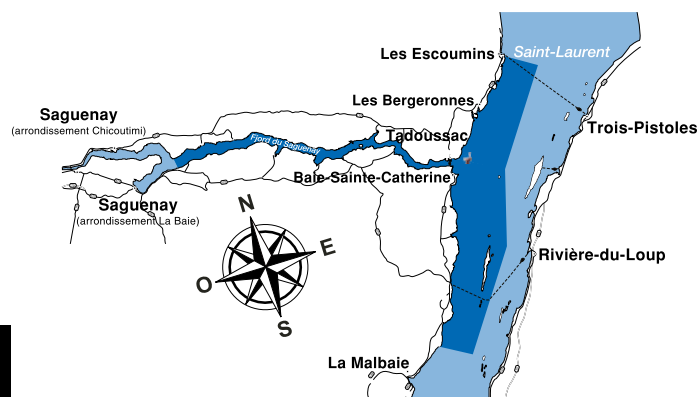 Les Escoumins
Saint-Laurent
Les Bergeronnes
Saguenay
(arrondissement Chicoutimi)
Trois-Pistoles
Tadoussac
Fjord du Saguenay
Baie-Sainte-Catherine
Saguenay
(arrondissement La Baie)
N
E
Rivière-du-Loup
O
S
La Malbaie